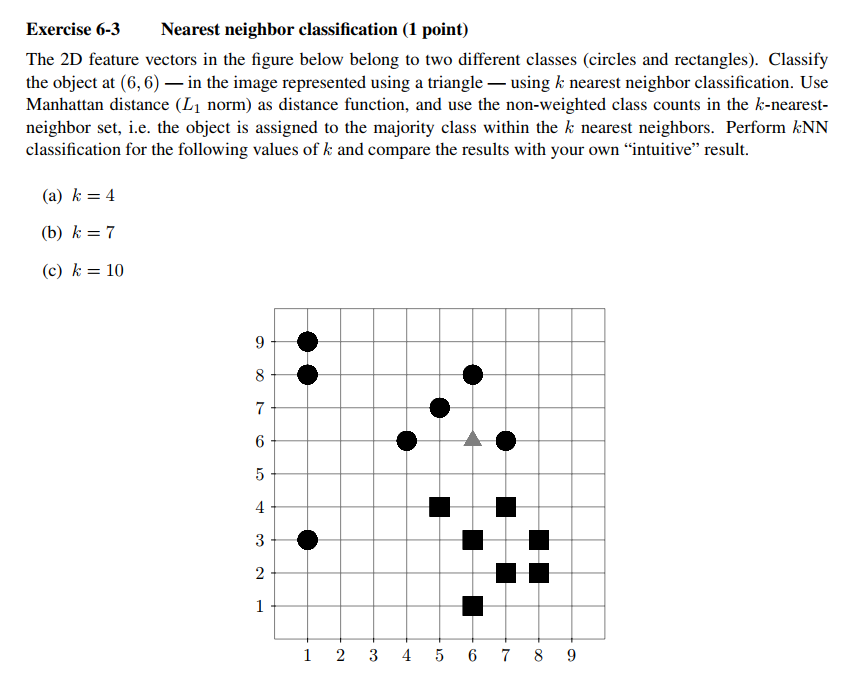 Exercise 6-3 Nearest neighbor classification (1 point)
The 2D feature vectors in the figure below belong to two different classes (circles and rectangles). Classify
the object at (6, 6) — in the image represented using a triangle — using k nearest neighbor classification. Use
Manhattan distance (L₁ norm) as distance function, and use the non-weighted class counts in the k-nearest-
neighbor set, i.e. the object is assigned to the majority class within the k nearest neighbors. Perform kNN
classification for the following values of k and compare the results with your own “intuitive” result.
(a) k = 4
(b) k = 7
(c) k = 10
9
8
7
6
5
4
3
2
1
1 2 3 4 5 6 7 8 9